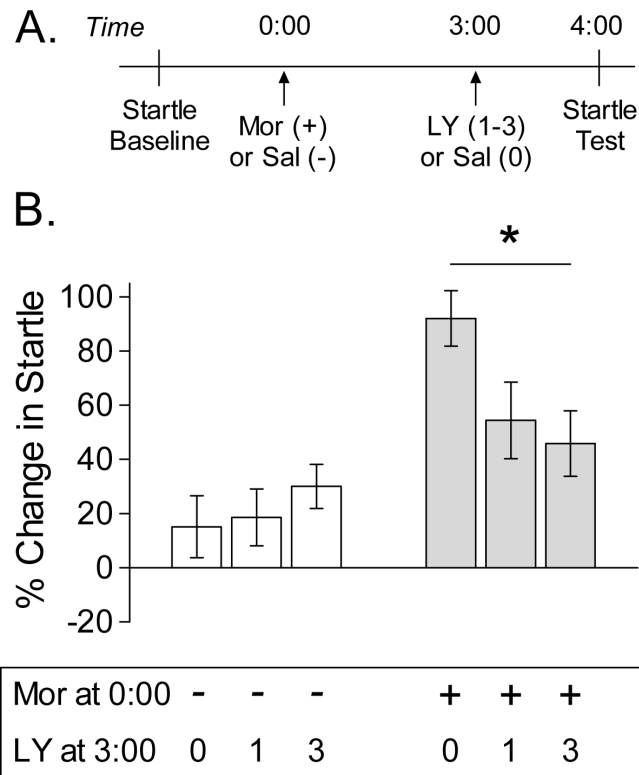 A.
Time 0:00 3:00 4:00
Startle Baseline
Mor (+) or Sal (-)
LY (1-3) or Sal (0)
Startle Test
B.
*
% Change in Startle
100
80
60
40
20
0
-20
Mor at 0:00 - - - + + +
LY at 3:00 0 1 3 0 1 3